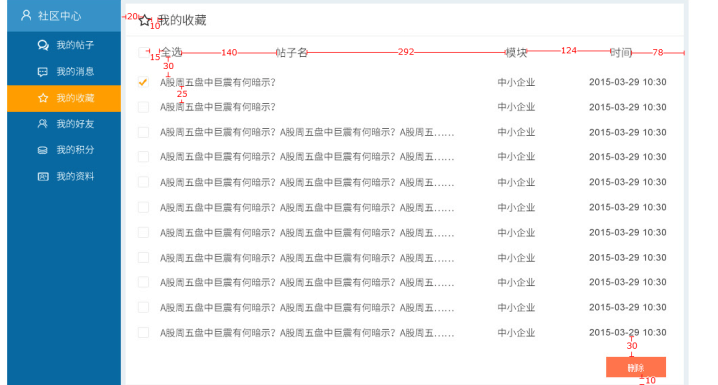 社区中心
我的帖子
我的消息
我的收藏
我的好友
我的积分
我的资料
20
10
我的收藏
15 全选 140 帖子名 292 模块 124 时间 78
30
A股周五盘中巨震有何暗示? 中小企业 2015-03-29 10:30
25
A股周五盘中巨震有何暗示? 中小企业 2015-03-29 10:30
A股周五盘中巨震有何暗示? A股周五盘中巨震有何暗示? A股周五...... 中小企业 2015-03-29 10:30
A股周五盘中巨震有何暗示? A股周五盘中巨震有何暗示? A股周五...... 中小企业 2015-03-29 10:30
A股周五盘中巨震有何暗示? A股周五盘中巨震有何暗示? A股周五...... 中小企业 2015-03-29 10:30
A股周五盘中巨震有何暗示? A股周五盘中巨震有何暗示? A股周五...... 中小企业 2015-03-29 10:30
A股周五盘中巨震有何暗示? A股周五盘中巨震有何暗示? A股周五...... 中小企业 2015-03-29 10:30
A股周五盘中巨震有何暗示? A股周五盘中巨震有何暗示? A股周五...... 中小企业 2015-03-29 10:30
A股周五盘中巨震有何暗示? A股周五盘中巨震有何暗示? A股周五...... 中小企业 2015-03-29 10:30
A股周五盘中巨震有何暗示? A股周五盘中巨震有何暗示? A股周五...... 中小企业 2015-03-29 10:30
A股周五盘中巨震有何暗示? A股周五盘中巨震有何暗示? A股周五...... 中小企业 2015-03-29 10:30
30
删除
10